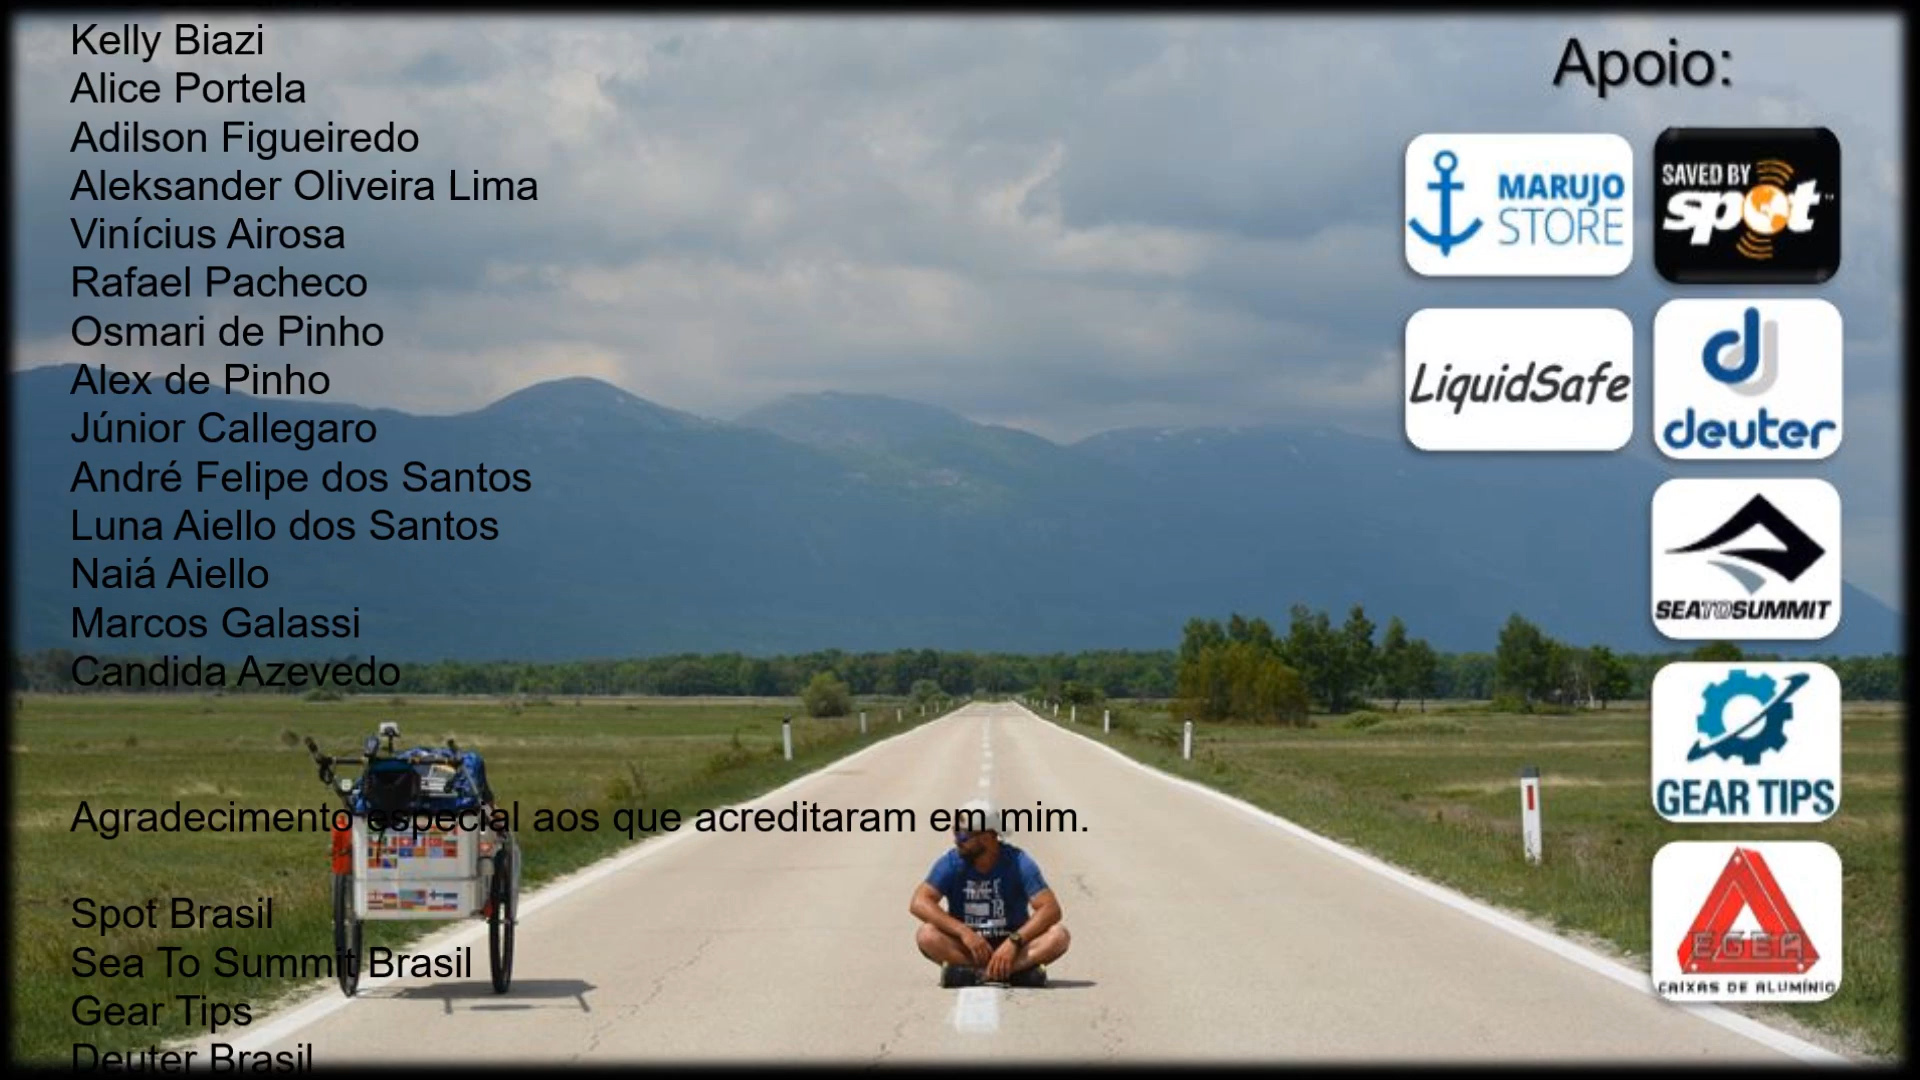 Kelly Biazi
Alice Portela
Adilson Figueiredo
Aleksander Oliveira Lima
Vinícius Airosa
Rafael Pacheco
Osmari de Pinho
Alex de Pinho
Júnior Callegaro
André Felipe dos Santos
Luna Aiello dos Santos
Naiá Aiello
Marcos Galassi
Candida Azevedo
Agradecimento especial aos que acreditaram em mim.
Spot Brasil
Sea To Summit Brasil
Gear Tips
Deuter Brasil
Apoio:
MARUJO
STORE
SAVED BY
spot
LiquidSafe
deuter
SEATOSUMMIT
GEAR TIPS
EGEA
CAIXAS DE ALUMÍNIO